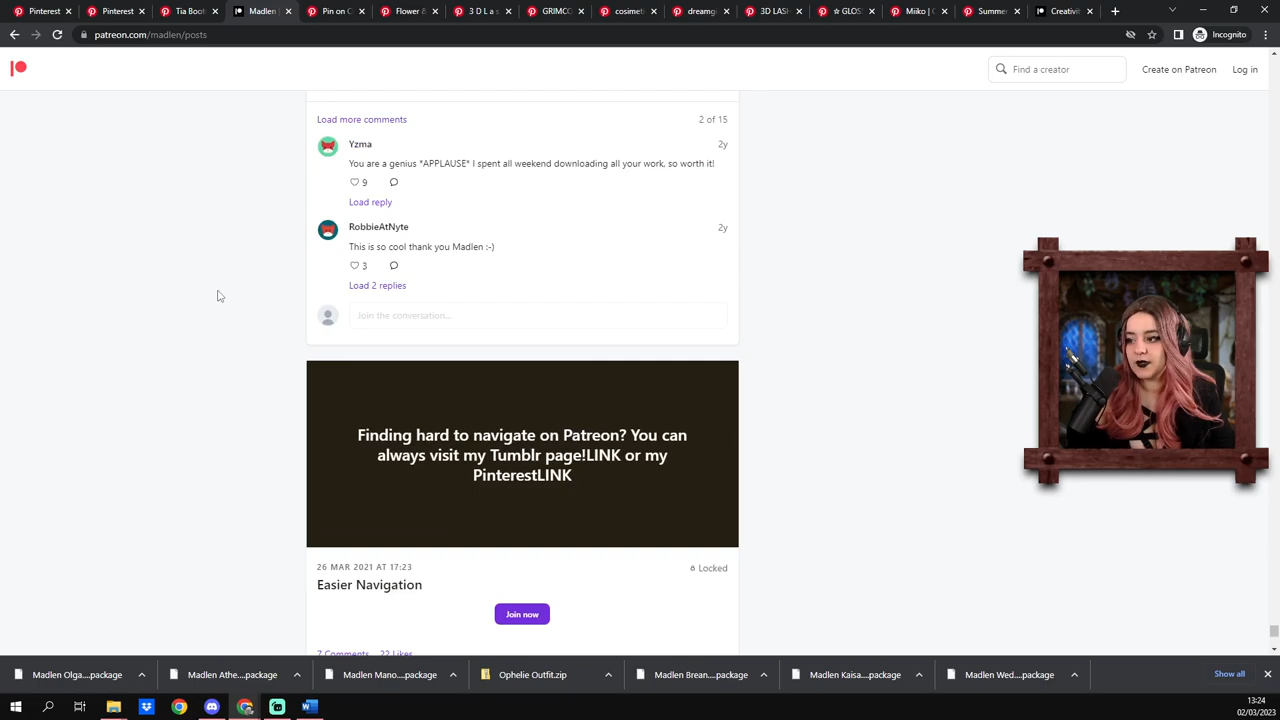 Pinterest
Pinterest
Tia Boot
Madlen |
Pin on C
Flower &
3 D L a s
GRIMCO
cosimet
dreamg
3D LASH
☆ GLOSS
Miiko | C
Summer
Creativit
patreon.com/madlen/posts
Incognito
Find a creator
Create on Patreon
Log in
Load more comments
2 of 15
Yzma
2y
You are a genius *APPLAUSE* I spent all weekend downloading all your work, so worth it!
9
Load reply
RobbieAtNyte
2y
This is so cool thank you Madlen :-)
3
Load 2 replies
Join the conversation...
Finding hard to navigate on Patreon? You can
always visit my Tumblr page!LINK or my
PinterestLINK
26 MAR 2021 AT 17:23
Locked
Easier Navigation
Join now
7 Comments
22 Likes
Madlen Olga....package
Madlen Athe....package
Madlen Mano....package
Ophelie Outfit.zip
Madlen Brean....package
Madlen Kaisa....package
Madlen Wed....package
Show all
13:24
02/03/2023